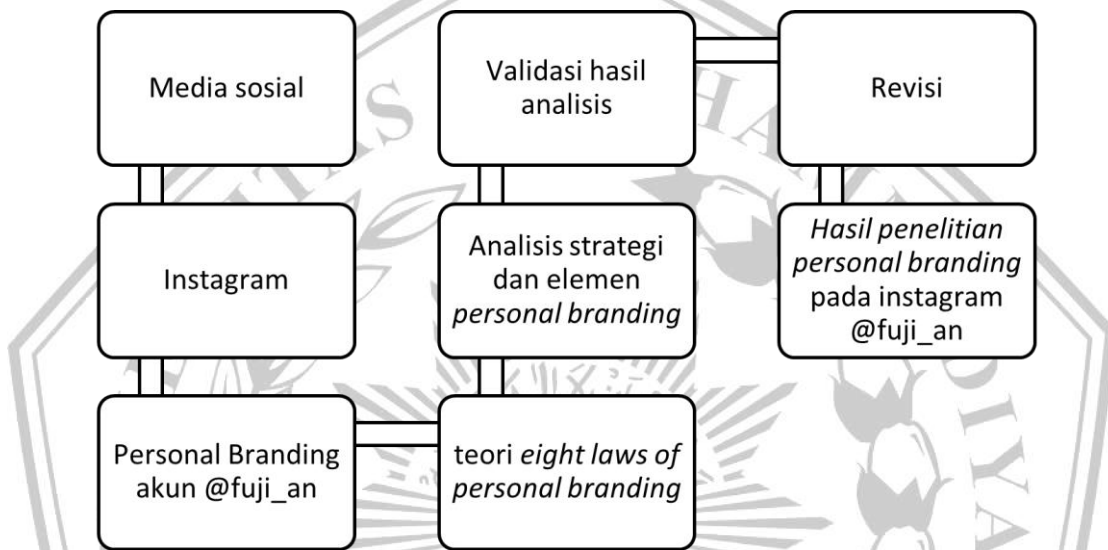 Media sosial
Instagram
Personal Branding
akun @fuji_an
teori eight laws of
personal branding
Analisis strategi
dan elemen
personal branding
Validasi hasil
analisis
Revisi
Hasil penelitian
personal branding
pada instagram
@fuji_an